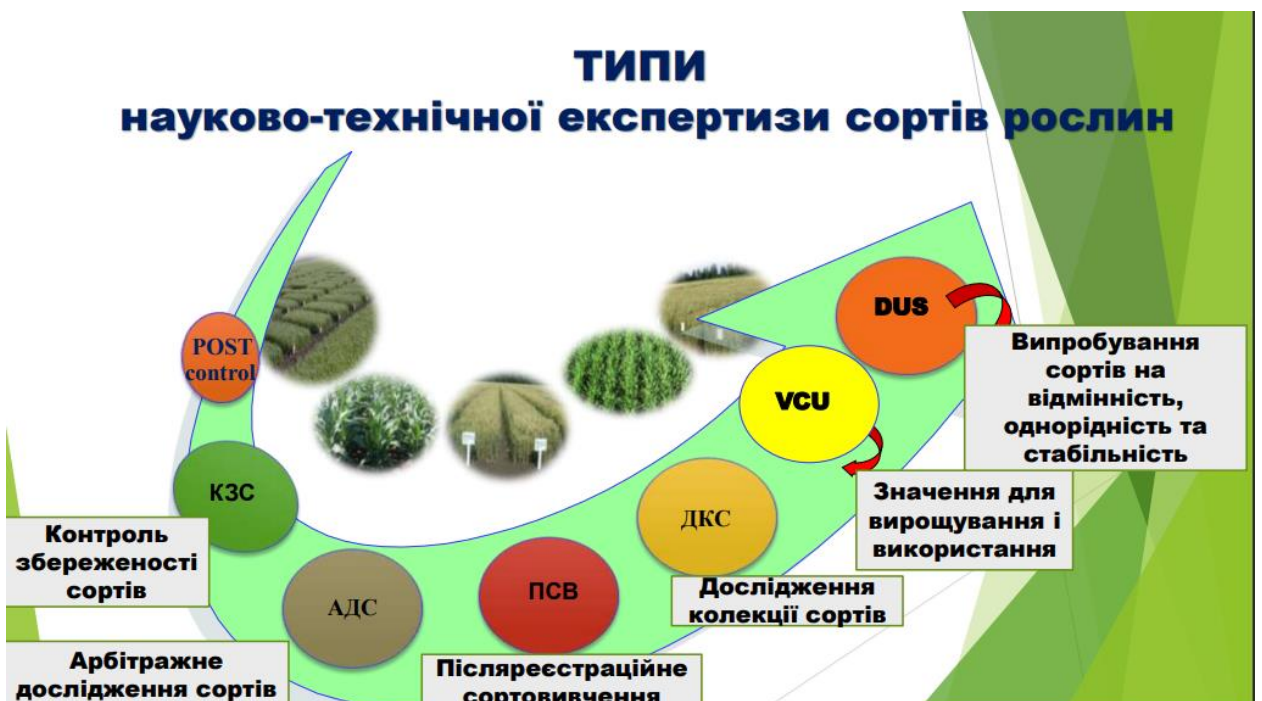 ТИПИ
науково-технічної експертизи сортів рослин
DUS
Випробування
сортів на
відмінність,
однорідність та
стабільність
VCU
Значення для
вирощування і
використання
ДКС
Дослідження
колекції сортів
ПСВ
Післяреєстраційне
сортовивчення
АДС
Арбітражне
дослідження сортів
КЗС
Контроль
збереженості
сортів
POST
control